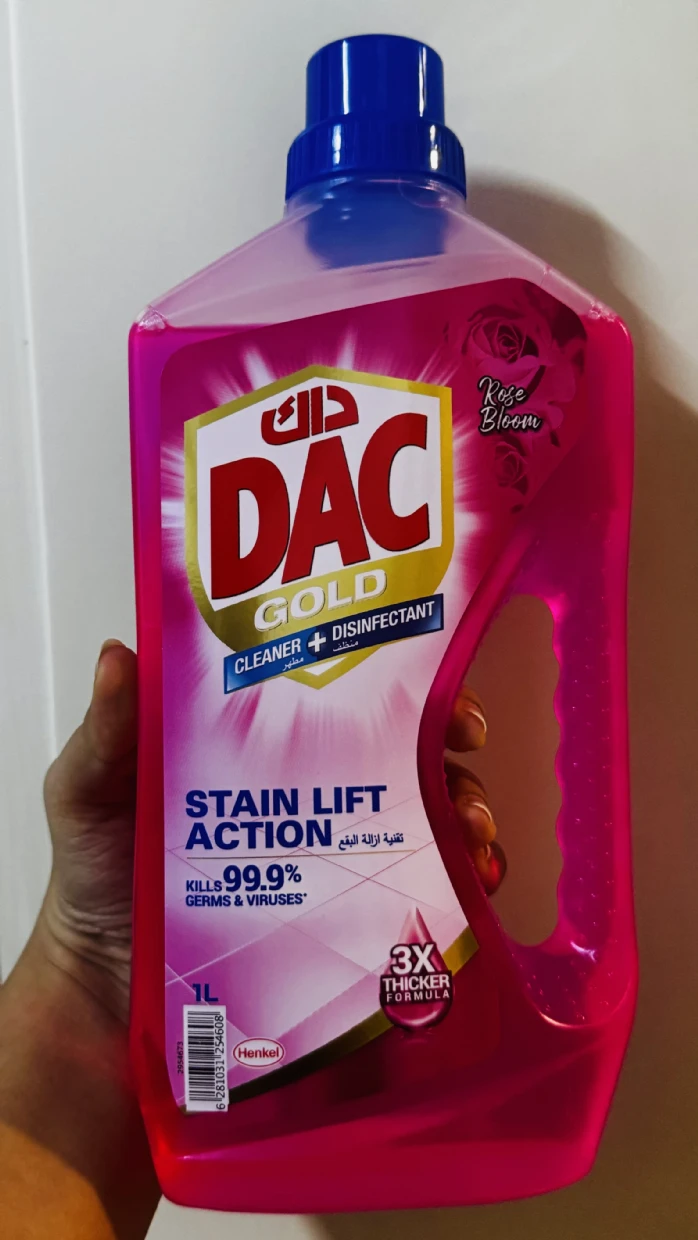 Rose
Bloom
داك
DAC
GOLD
CLEANER + DISINFECTANT
مطهر منظف
STAIN LIFT
ACTION تقنية ازالة البقع
KILLS 99.9%
GERMS & VIRUSES*
3X
THICKER
FORMULA
1L
Henkel
2954673
6 281031 254608